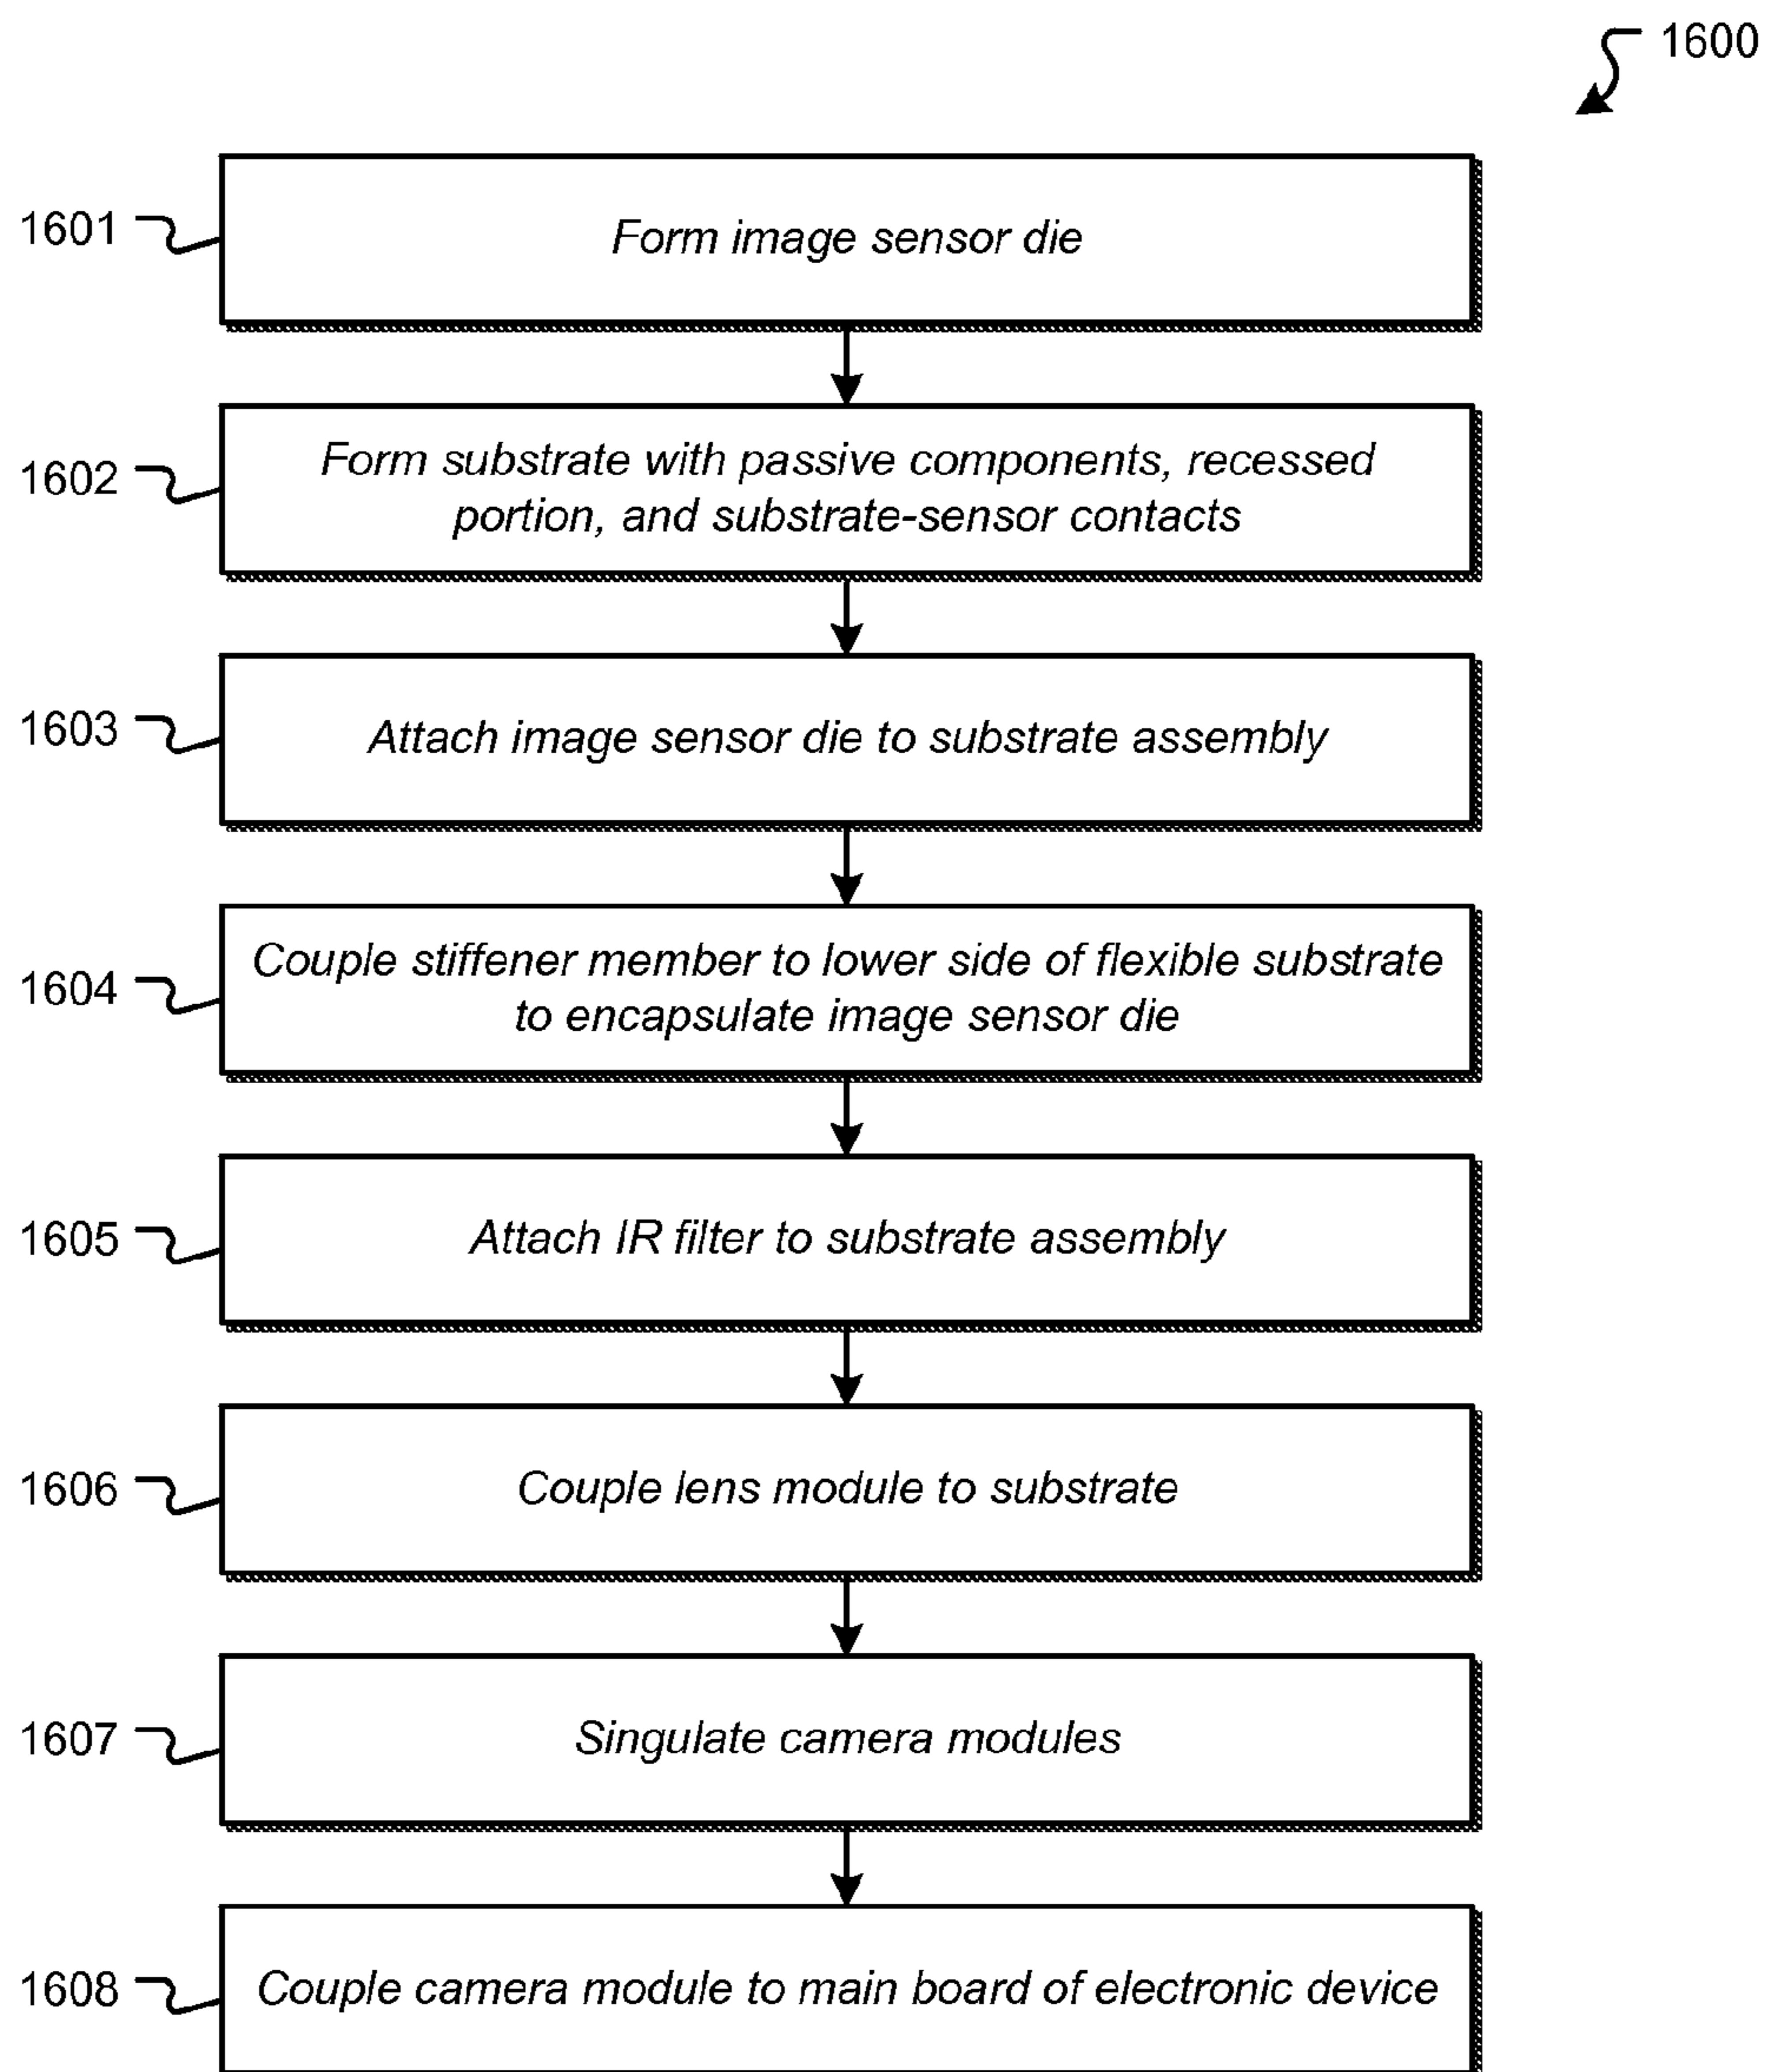 1600
1601
Form image sensor die
1602
Form substrate with passive components, recessed
portion, and substrate-sensor contacts
1603
Attach image sensor die to substrate assembly
1604
Couple stiffener member to lower side of flexible substrate
to encapsulate image sensor die
1605
Attach IR filter to substrate assembly
1606
Couple lens module to substrate
1607
Singulate camera modules
1608
Couple camera module to main board of electronic device